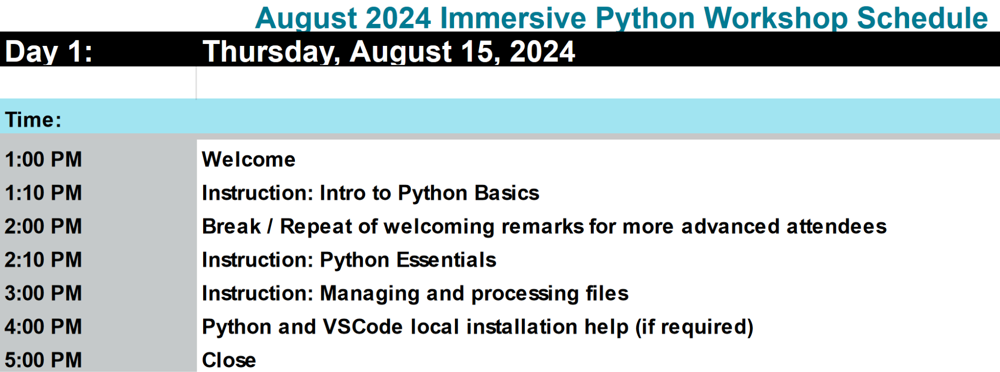 August 2024 Immersive Python Workshop Schedule
Day 1: Thursday, August 15, 2024
Time:
1:00 PM Welcome
1:10 PM Instruction: Intro to Python Basics
2:00 PM Break / Repeat of welcoming remarks for more advanced attendees
2:10 PM Instruction: Python Essentials
3:00 PM Instruction: Managing and processing files
4:00 PM Python and VSCode local installation help (if required)
5:00 PM Close